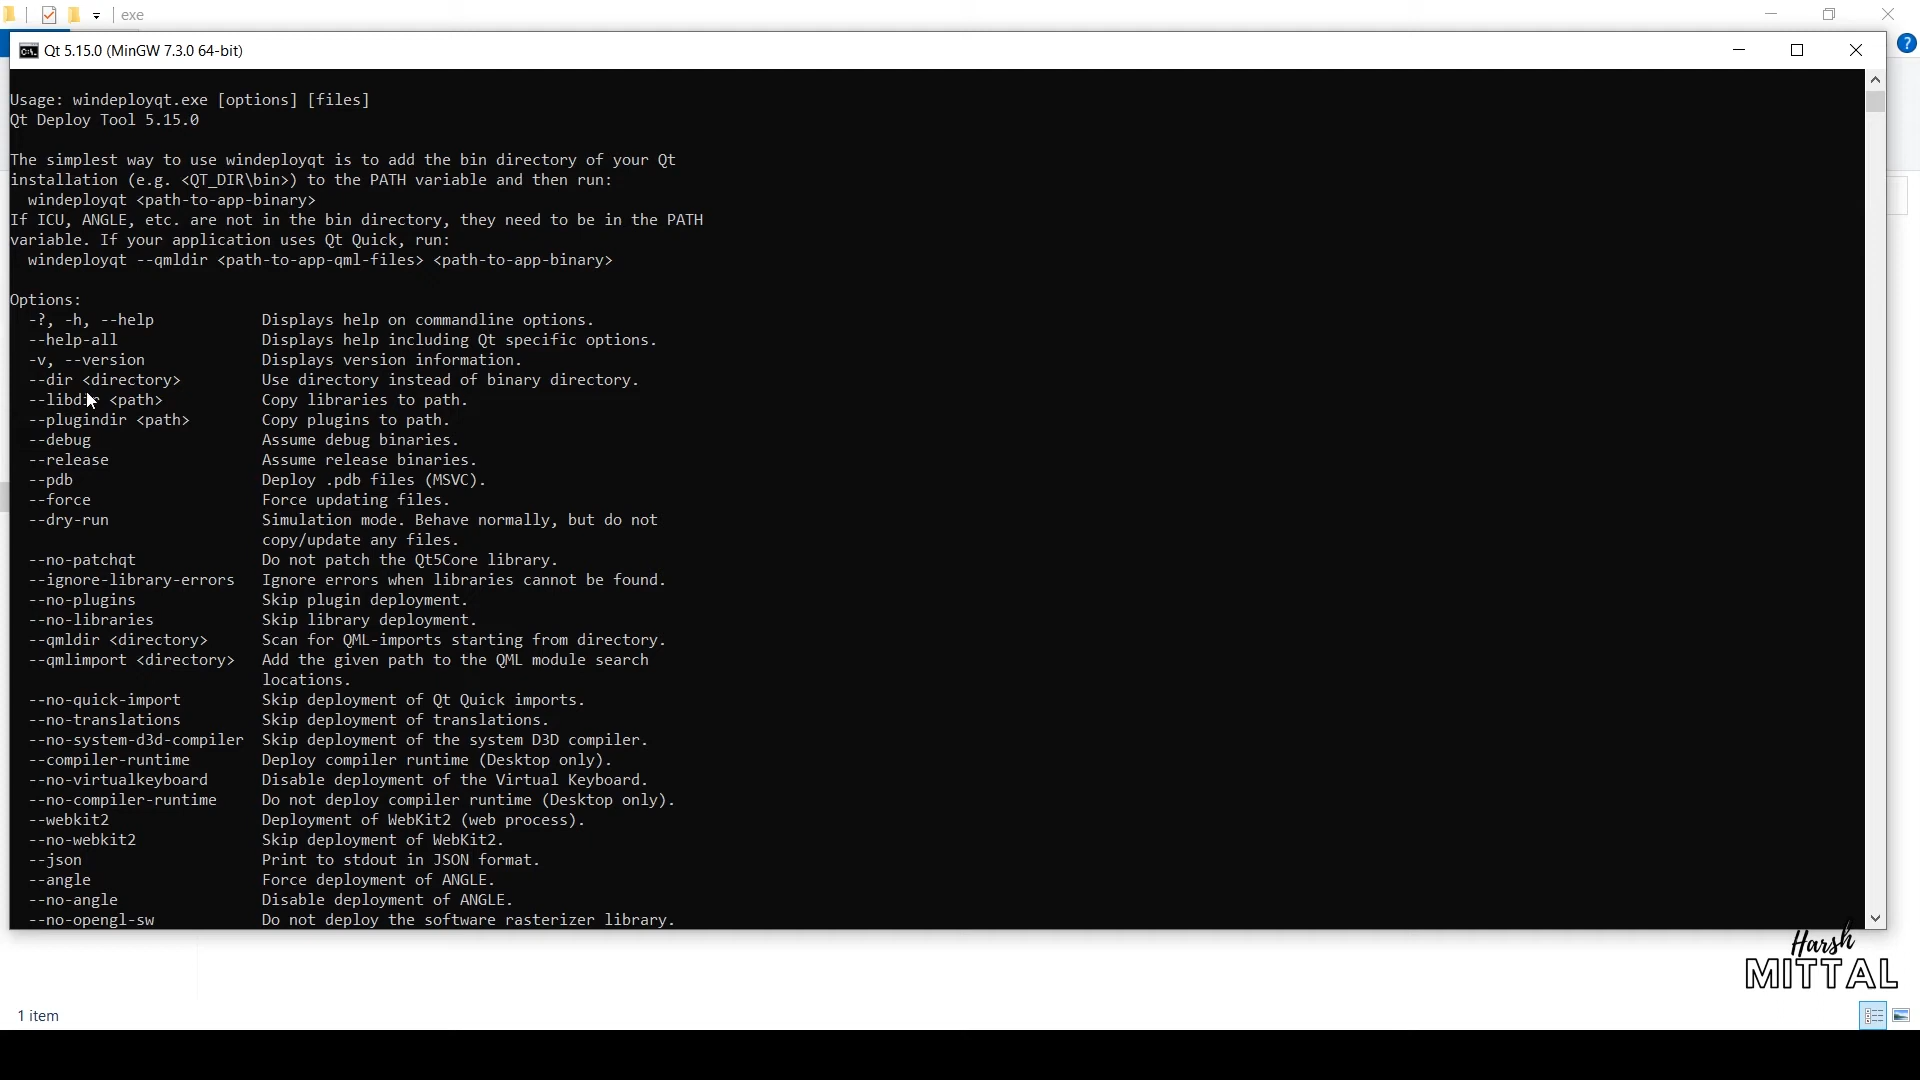 exe
Qt 5.15.0 (MinGW 7.3.0 64-bit)
Usage: windeployqt.exe [options] [files]
Qt Deploy Tool 5.15.0
The simplest way to use windeployqt is to add the bin directory of your Qt
installation (e.g. <QT_DIR\bin>) to the PATH variable and then run:
windeployqt <path-to-app-binary>
If ICU, ANGLE, etc. are not in the bin directory, they need to be in the PATH
variable. If your application uses Qt Quick, run:
windeployqt --qmldir <path-to-app-qml-files> <path-to-app-binary>
Options:
-?, -h, --help Displays help on commandline options.
--help-all Displays help including Qt specific options.
-v, --version Displays version information.
--dir <directory> Use directory instead of binary directory.
--libdir <path> Copy libraries to path.
--plugindir <path> Copy plugins to path.
--debug Assume debug binaries.
--release Assume release binaries.
--pdb Deploy .pdb files (MSVC).
--force Force updating files.
--dry-run Simulation mode. Behave normally, but do not
copy/update any files.
--no-patchqt Do not patch the Qt5Core library.
--ignore-library-errors Ignore errors when libraries cannot be found.
--no-plugins Skip plugin deployment.
--no-libraries Skip library deployment.
--qmldir <directory> Scan for QML-imports starting from directory.
--qmlimport <directory> Add the given path to the QML module search
locations.
--no-quick-import Skip deployment of Qt Quick imports.
--no-translations Skip deployment of translations.
--no-system-d3d-compiler Skip deployment of the system D3D compiler.
--compiler-runtime Deploy compiler runtime (Desktop only).
--no-virtualkeyboard Disable deployment of the Virtual Keyboard.
--no-compiler-runtime Do not deploy compiler runtime (Desktop only).
--webkit2 Deployment of WebKit2 (web process).
--no-webkit2 Skip deployment of WebKit2.
--json Print to stdout in JSON format.
--angle Force deployment of ANGLE.
--no-angle Disable deployment of ANGLE.
--no-opengl-sw Do not deploy the software rasterizer library.
Harsh
MITTAL
1 item